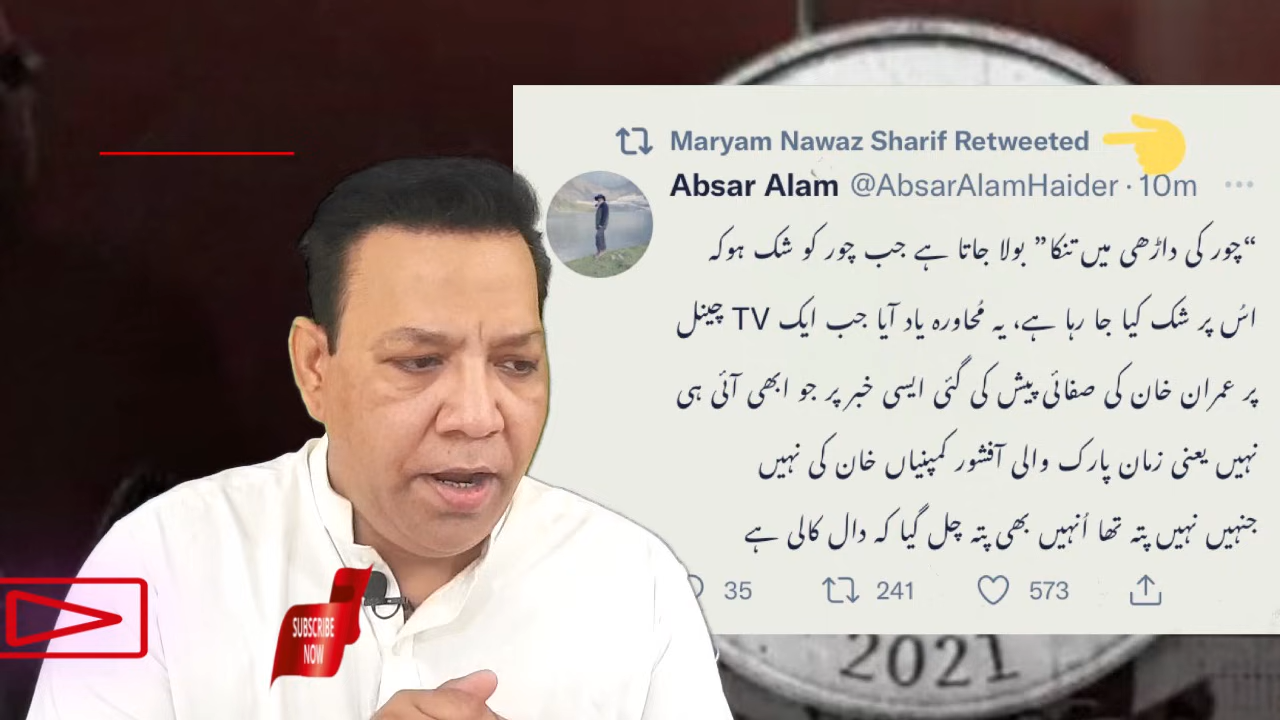 Maryam Nawaz Sharif Retweeted
Absar Alam @AbsarAlamHaider · 10m
“چور کی داڑھی میں تنکا” بولا جاتا ہے جب چور کو شک ہوکہ
اسُ پر شک کیا جا رہا ہے، یہ مُحاورہ یاد آیا جب ایک TV چینل
پر عمران خان کی صفائی پیش کی گئی ایسی خبر پر جو ابھی آئی ہی
نہیں یعنی زمان پارک والی آفشور کمپنیاں خان کی نہیں
جنہیں نہیں پتہ تھا اُنہیں بھی پتہ چل گیا کہ دال کالی ہے
35 241 573
SUBSCRIBE
NOW
2021